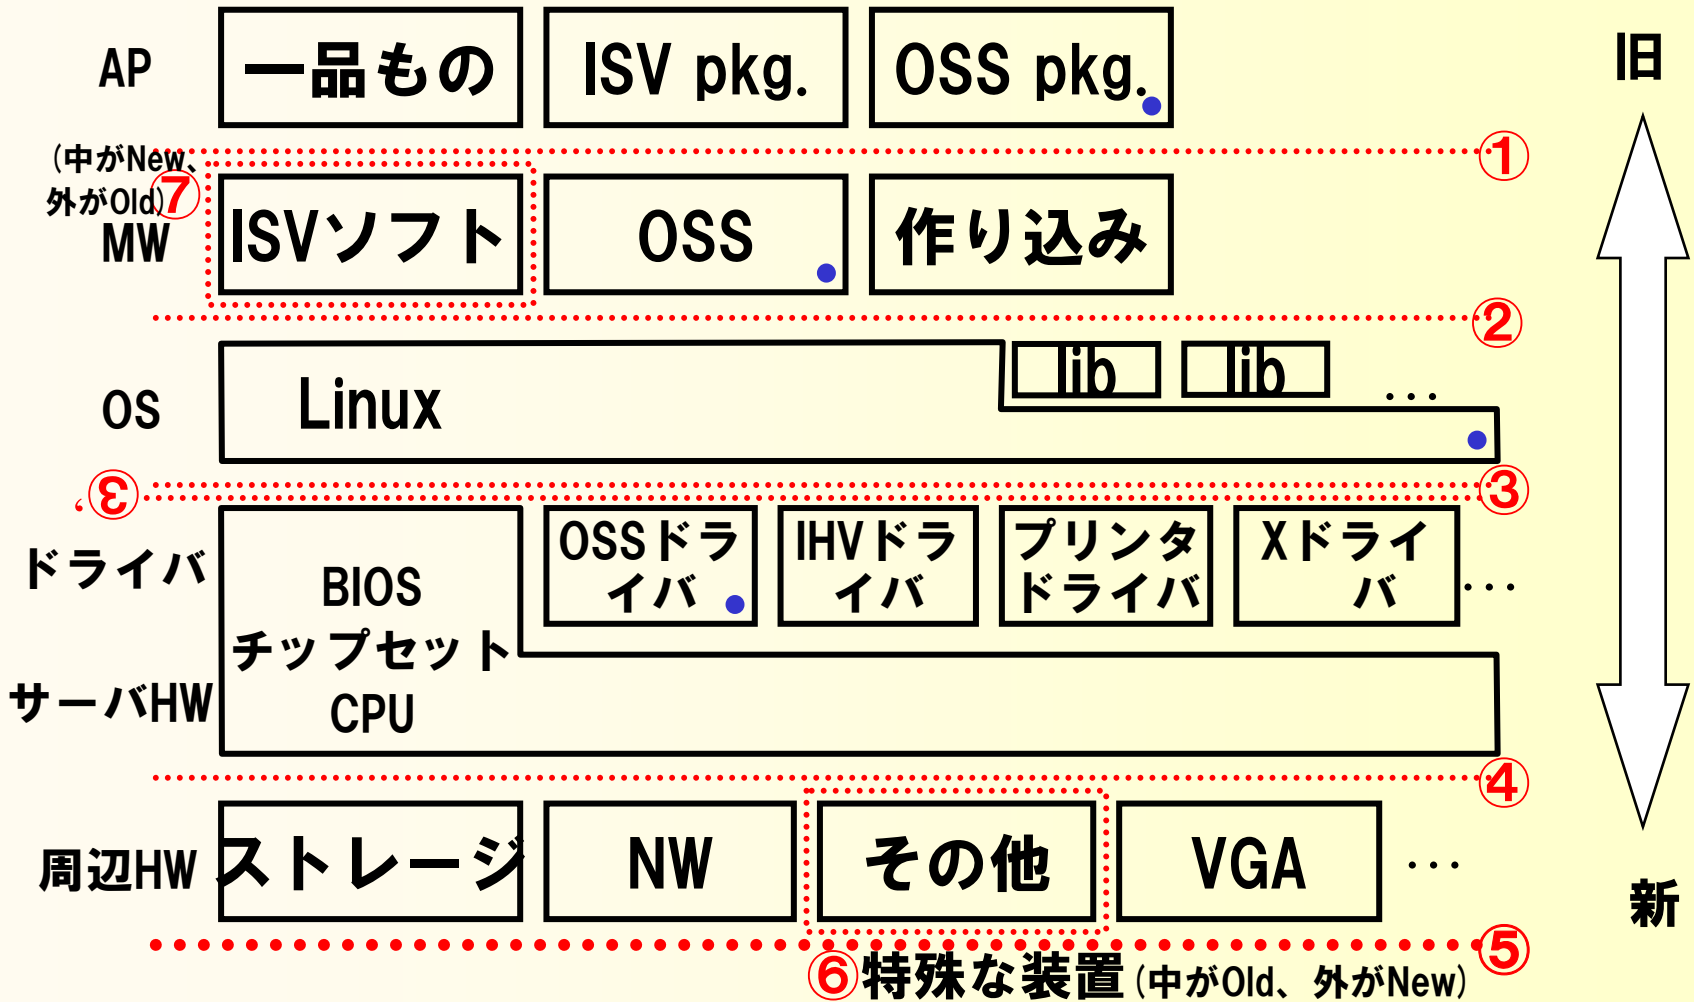 AP
一品もの
ISV pkg.
OSS pkg.
旧
①
(中がNew、
外がOld)
⑦
MW
ISVソフト
OSS
作り込み
②
OS
Linux
lib
lib
...
③'
③
ドライバ
BIOS
チップセット
CPU
OSSドラ
イバ
IHVドラ
イバ
プリンタ
ドライバ
Xドライ
バ
...
サーバHW
④
周辺HW
ストレージ
NW
その他
VGA
...
新
⑤
⑥特殊な装置(中がOld、外がNew)